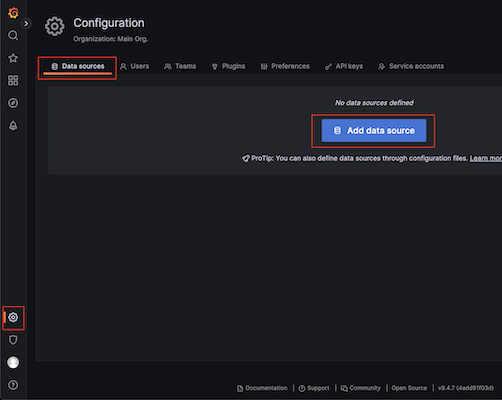 Configuration
Organization: Main Org.
Data sources
Users
Teams
Plugins
Preferences
API keys
Service accounts
No data sources defined
Add data source
ProTip: You can also define data sources through configuration files. Learn mor
Documentation | Support | Community | Open Source | v9.4.7 (4add91f03d)